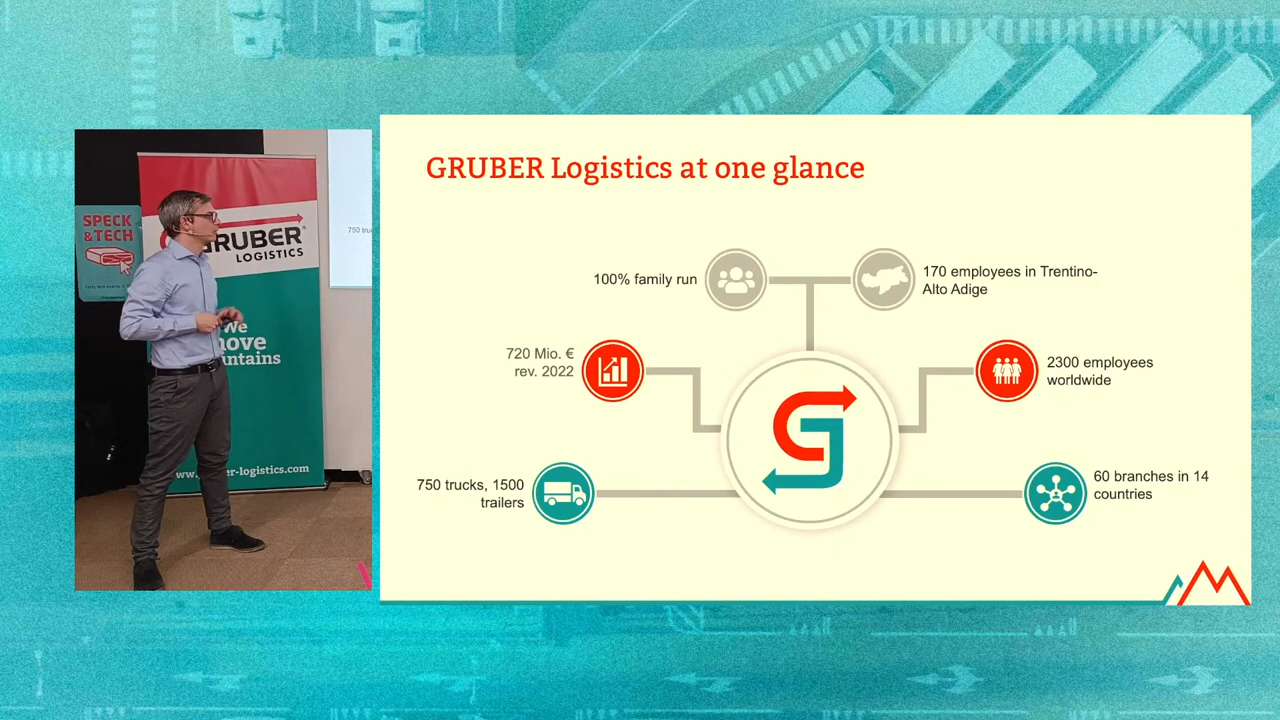 GRUBER Logistics at one glance
100% family run
170 employees in Trentino-
Alto Adige
720 Mio. €
rev. 2022
2300 employees
worldwide
750 trucks, 1500
trailers
60 branches in 14
countries
SPECK
&TECH
GRUBER
LOGISTICS
We
www.
er-logistics.com